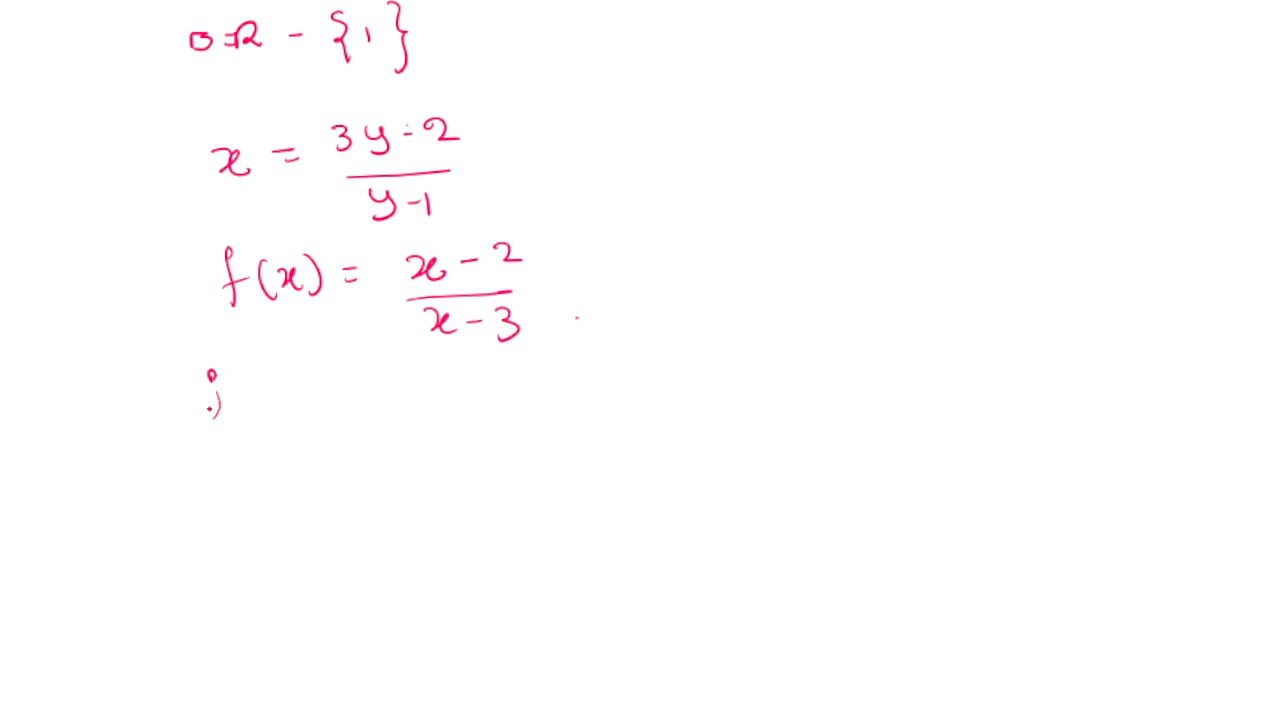 B=R - {1}
x = (3y-2)/(y-1)
f(x) = (x-2)/(x-3)
;